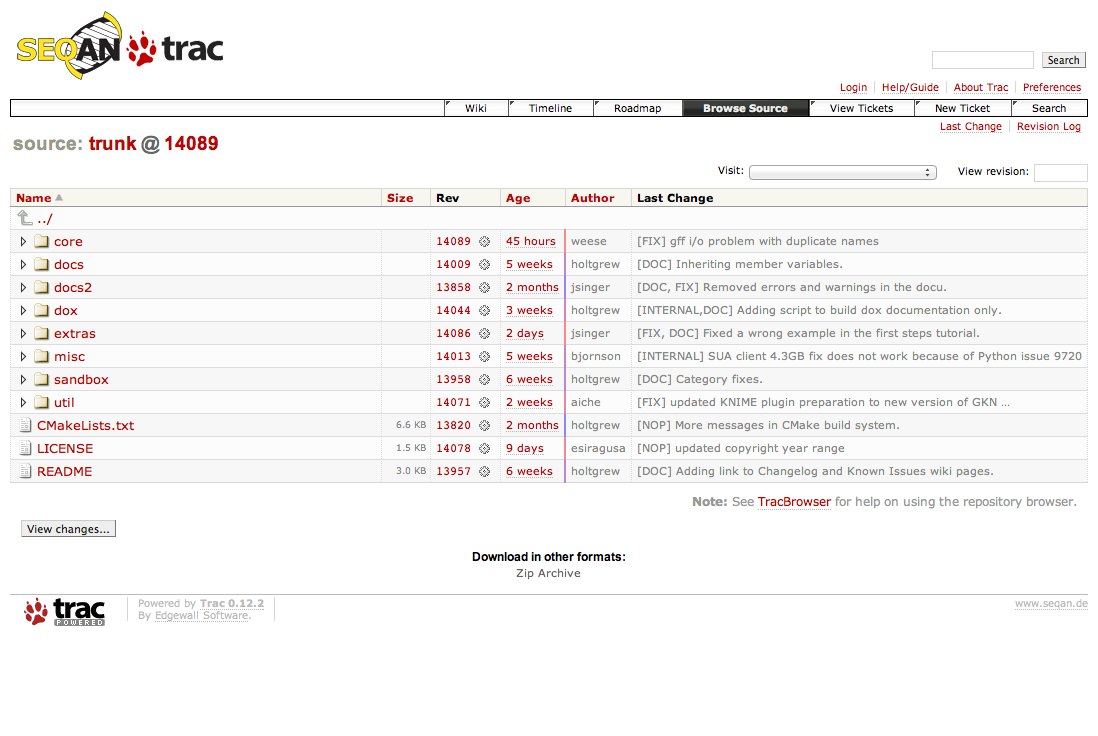 SEQAN trac
Search
Login Help/Guide About Trac Preferences
Wiki Timeline Roadmap Browse Source View Tickets New Ticket Search
Last Change Revision Log
source: trunk @ 14089
Visit: View revision:
Name Size Rev Age Author Last Change
../
core 14089 45 hours weese [FIX] gff i/o problem with duplicate names
docs 14009 5 weeks holtgrew [DOC] Inheriting member variables.
docs2 13858 2 months jsinger [DOC, FIX] Removed errors and warnings in the docu.
dox 14044 3 weeks holtgrew [INTERNAL,DOC] Adding script to build dox documentation only.
extras 14086 2 days jsinger [FIX, DOC] Fixed a wrong example in the first steps tutorial.
misc 14013 5 weeks bjornson [INTERNAL] SUA client 4.3GB fix does not work because of Python issue 9720
sandbox 13958 6 weeks holtgrew [DOC] Category fixes.
util 14071 2 weeks aiche [FIX] updated KNIME plugin preparation to new version of GKN …
CMakeLists.txt 6.6 KB 13820 2 months holtgrew [NOP] More messages in CMake build system.
LICENSE 1.5 KB 14078 9 days esiragusa [NOP] updated copyright year range
README 3.0 KB 13957 6 weeks holtgrew [DOC] Adding link to Changelog and Known Issues wiki pages.
Note: See TracBrowser for help on using the repository browser.
View changes...
Download in other formats:
Zip Archive
trac POWERED
Powered by Trac 0.12.2
By Edgewall Software.
www.seqan.de